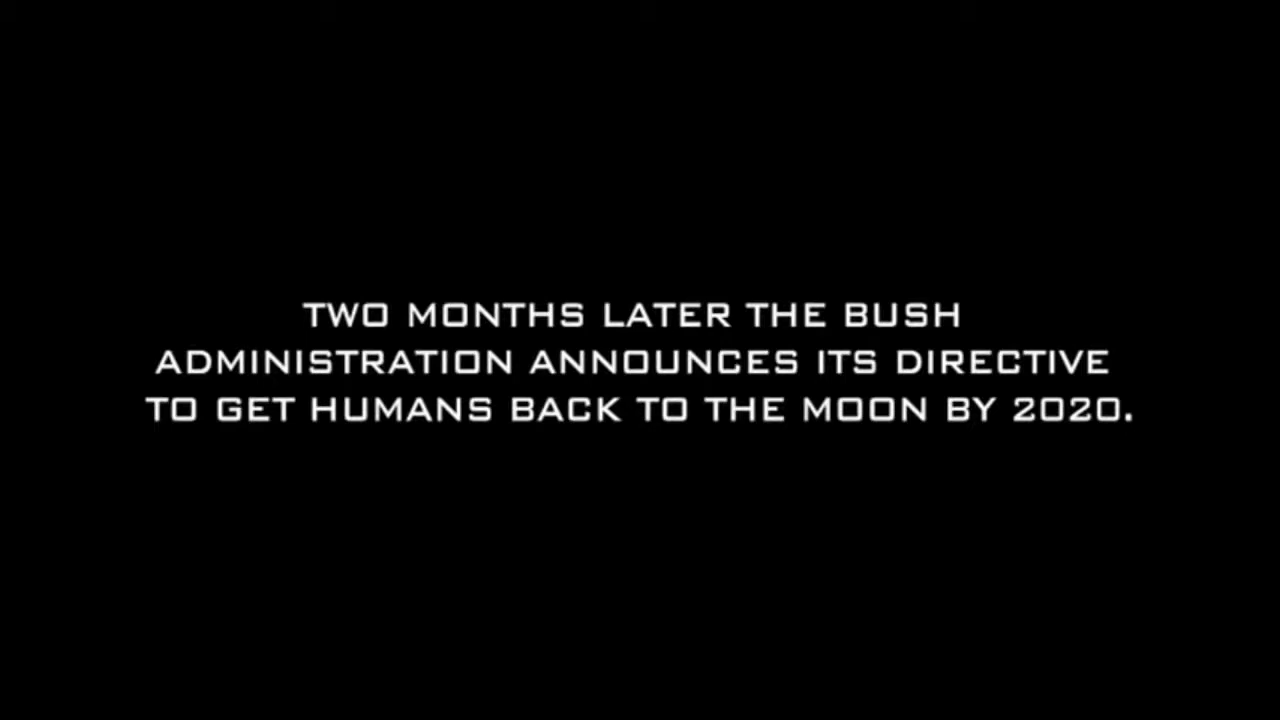 TWO MONTHS LATER THE BUSH
ADMINISTRATION ANNOUNCES ITS DIRECTIVE
TO GET HUMANS BACK TO THE MOON BY 2020.